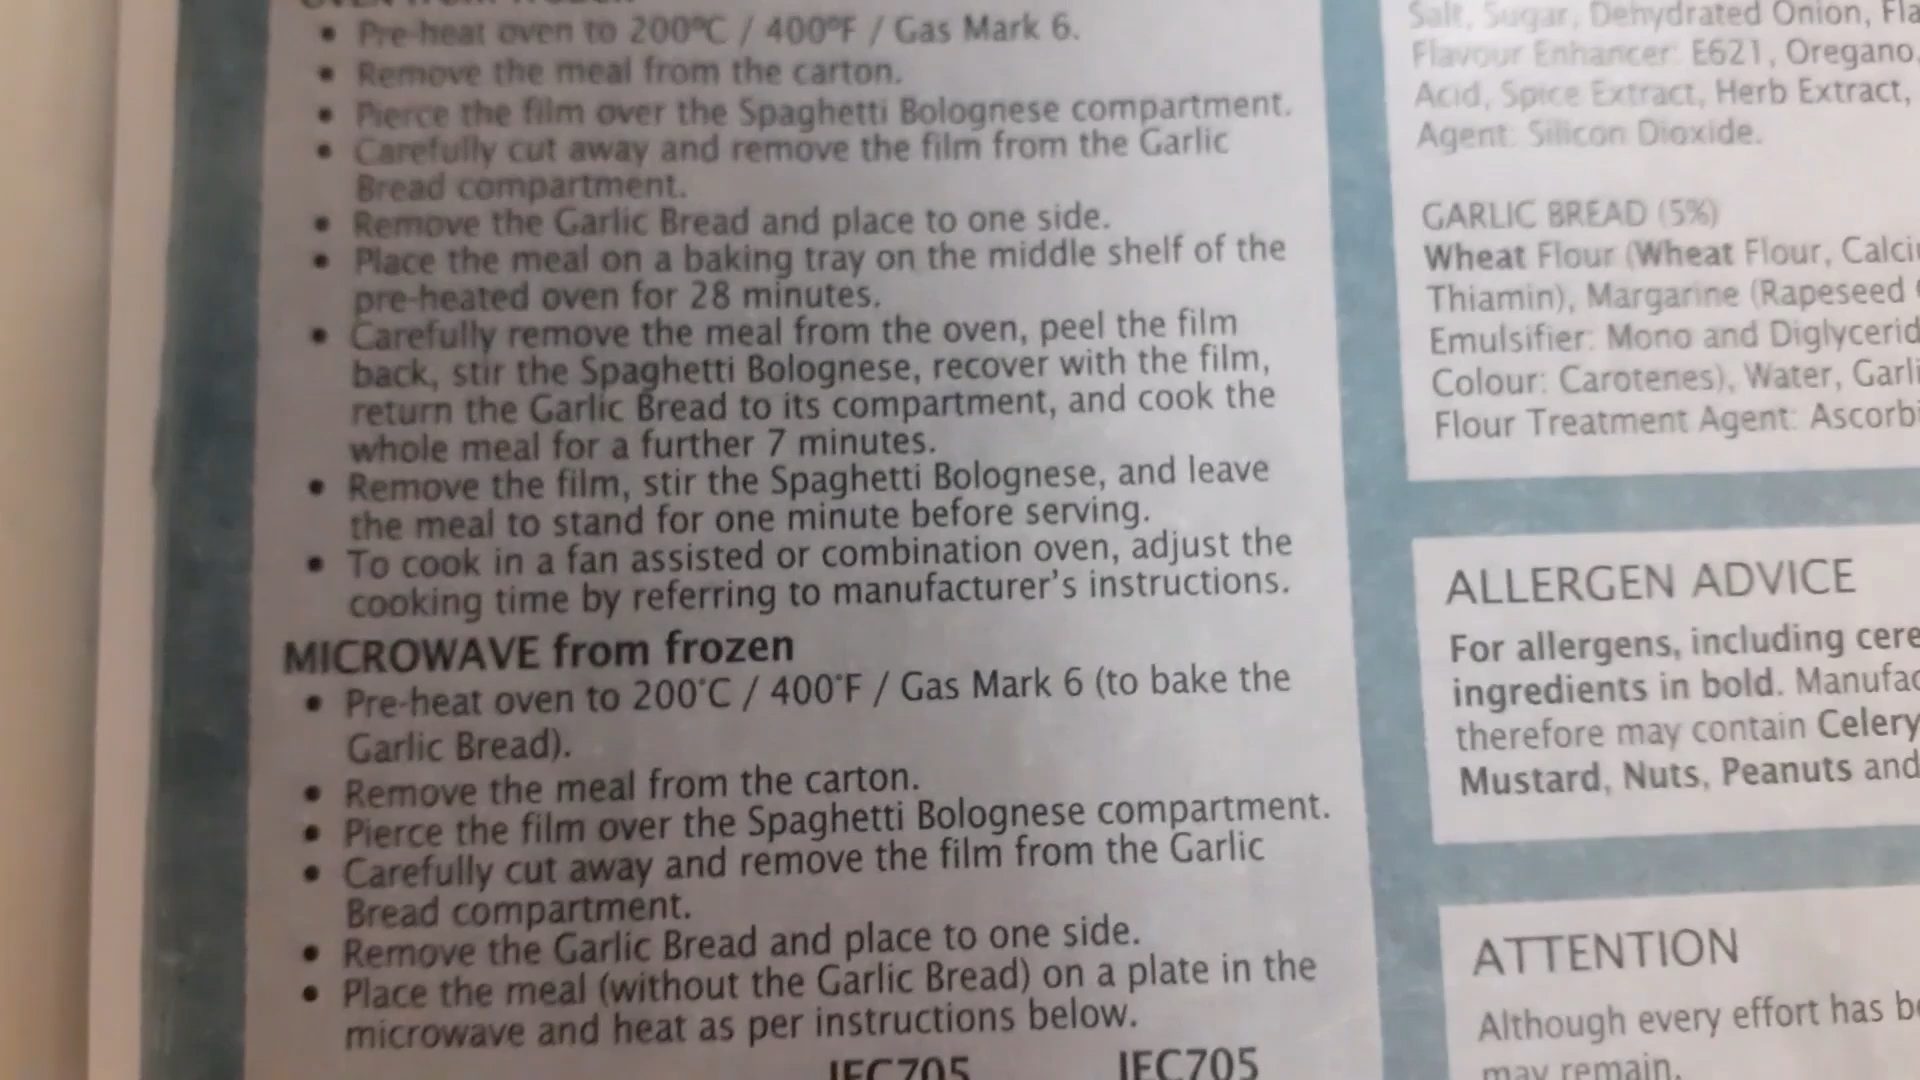 Pre-heat oven to 200ºC / 400ºF / Gas Mark 6.
Remove the meal from the carton.
Pierce the film over the Spaghetti Bolognese compartment.
Carefully cut away and remove the film from the Garlic
Bread compartment.
Remove the Garlic Bread and place to one side.
Place the meal on a baking tray on the middle shelf of the
pre-heated oven for 28 minutes.
Carefully remove the meal from the oven, peel the film
back, stir the Spaghetti Bolognese, recover with the film,
return the Garlic Bread to its compartment, and cook the
whole meal for a further 7 minutes.
Remove the film, stir the Spaghetti Bolognese, and leave
the meal to stand for one minute before serving.
To cook in a fan assisted or combination oven, adjust the
cooking time by referring to manufacturer's instructions.
MICROWAVE from frozen
Pre-heat oven to 200°C / 400°F / Gas Mark 6 (to bake the
Garlic Bread).
Remove the meal from the carton.
Pierce the film over the Spaghetti Bolognese compartment.
Carefully cut away and remove the film from the Garlic
Bread compartment.
Remove the Garlic Bread and place to one side.
Place the meal (without the Garlic Bread) on a plate in the
microwave and heat as per instructions below.
IEC705 IEC705
Salt, Sugar, Dehydrated Onion,
Flavour Enhancer: E621, Oregano,
Acid, Spice Extract, Herb Extract,
Agent: Silicon Dioxide.
GARLIC BREAD (5%)
Wheat Flour (Wheat Flour,
Thiamin), Margarine (Rapeseed
Emulsifier: Mono and
Colour: Carotenes), Water,
Flour Treatment Agent:
ALLERGEN ADVICE
For allergens, including
ingredients in bold.
therefore may contain Celery
Mustard, Nuts, Peanuts and
ATTENTION
Although every effort has
may remain.